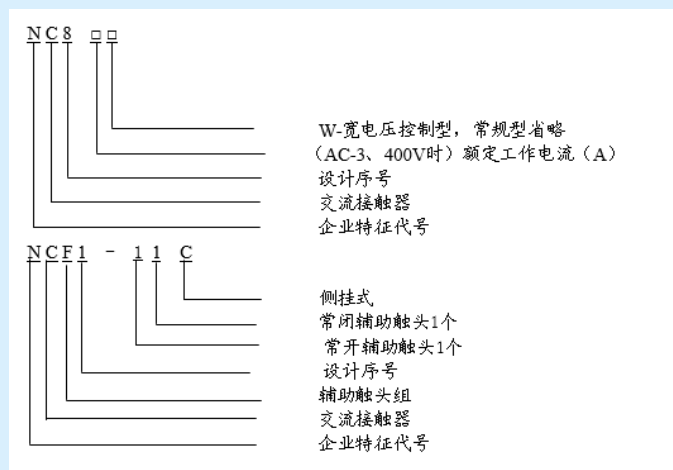 NC8 □□
W-宽电压控制型，常规型省略
（AC-3、400V时）额定工作电流（A）
设计序号
交流接触器
企业特征代号
NCF1 - 11 C
侧挂式
常闭辅助触头1个
常开辅助触头1个
设计序号
辅助触头组
交流接触器
企业特征代号